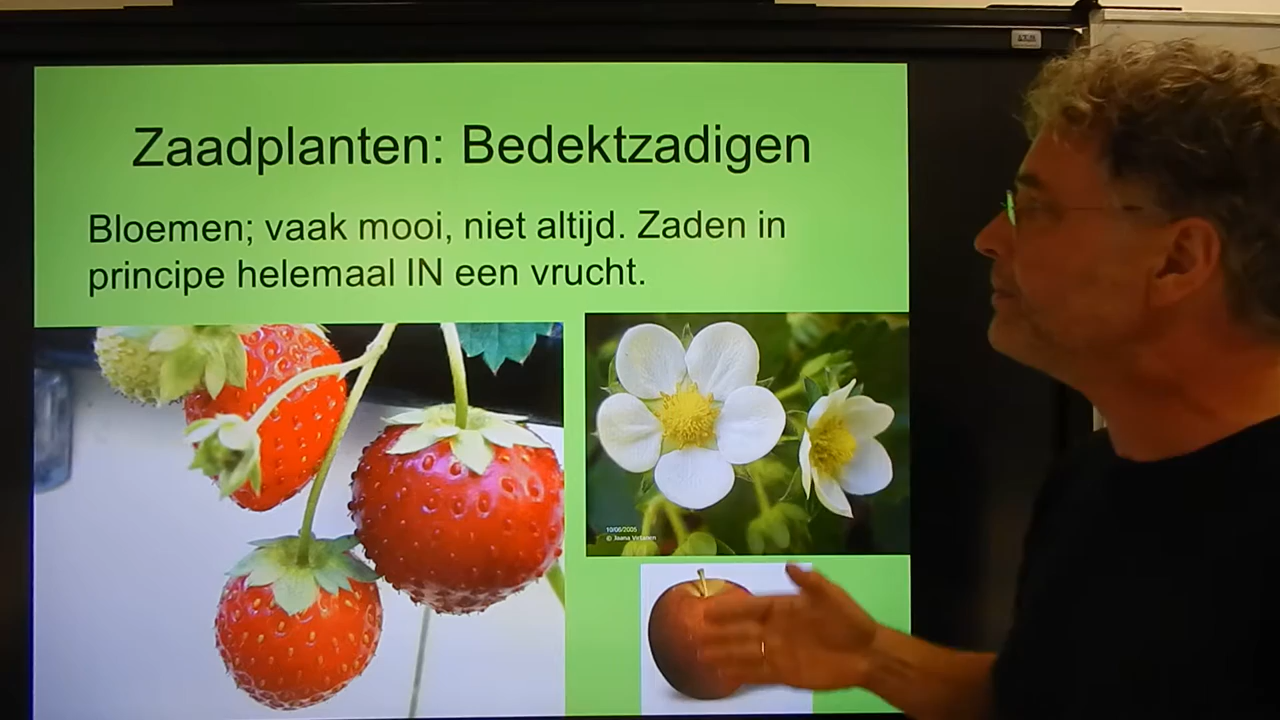 Zaadplanten: Bedektzadigen
Bloemen; vaak mooi, niet altijd. Zaden in
principe helemaal IN een vrucht.
10/06/2005
© Jaana Virtanen